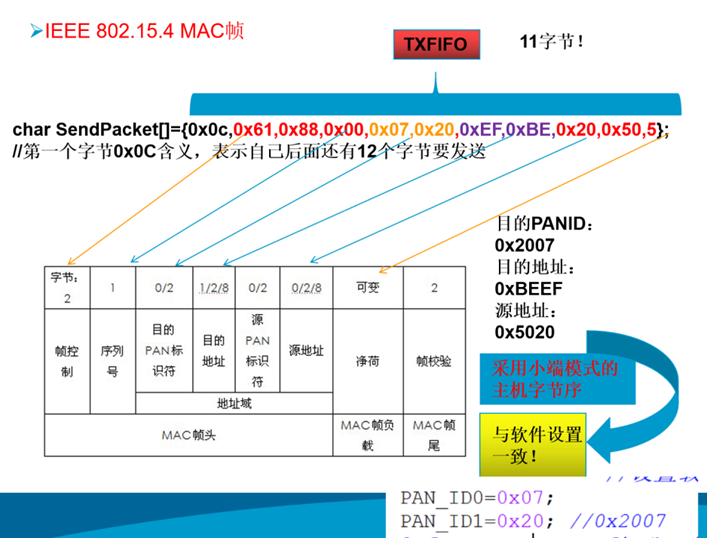 IEEE 802.15.4 MAC帧
TXFIFO
11字节！
char SendPacket[]={0x0c,0x61,0x88,0x00,0x07,0x20,0xEF,0xBE,0x20,0x50,5};
//第一个字节0x0C含义，表示自己后面还有12个字节要发送
目的PANID：
0x2007
目的地址：
0xBEEF
源地址：
0x5020
字节：
2
1
0/2
1/2/8
0/2
0/2/8
可变
2
帧控
制
序列
号
目的
PAN标
识符
目的
地址
源
PAN
标识
符
源地址
净荷
帧校验
地址域
MAC帧头
MAC帧负
载
MAC帧
尾
采用小端模式的
主机字节序
与软件设置
一致！
PAN_ID0=0x07;
PAN_ID1=0x20; //0x2007